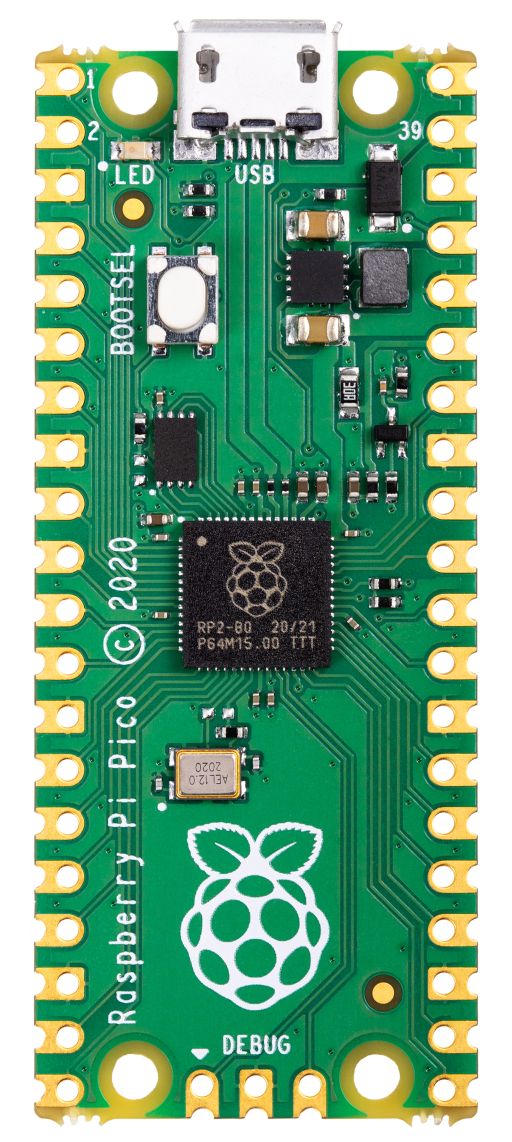 1
2
39
LED
USB
BOOTSEL
30R
© 2020
RP2-B0 20/21
P64M15.00 TTT
AEL12.0
2020
Raspberry Pi Pico
DEBUG